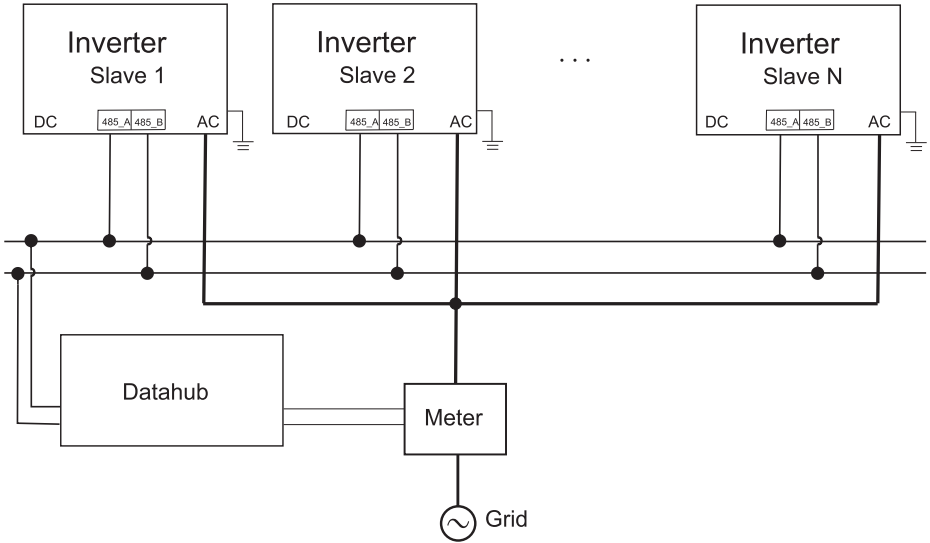 Inverter
Slave 1
DC 485_A 485_B AC
Inverter
Slave 2
DC 485_A 485_B AC
...
Inverter
Slave N
DC 485_A 485_B AC
Datahub
Meter
Grid